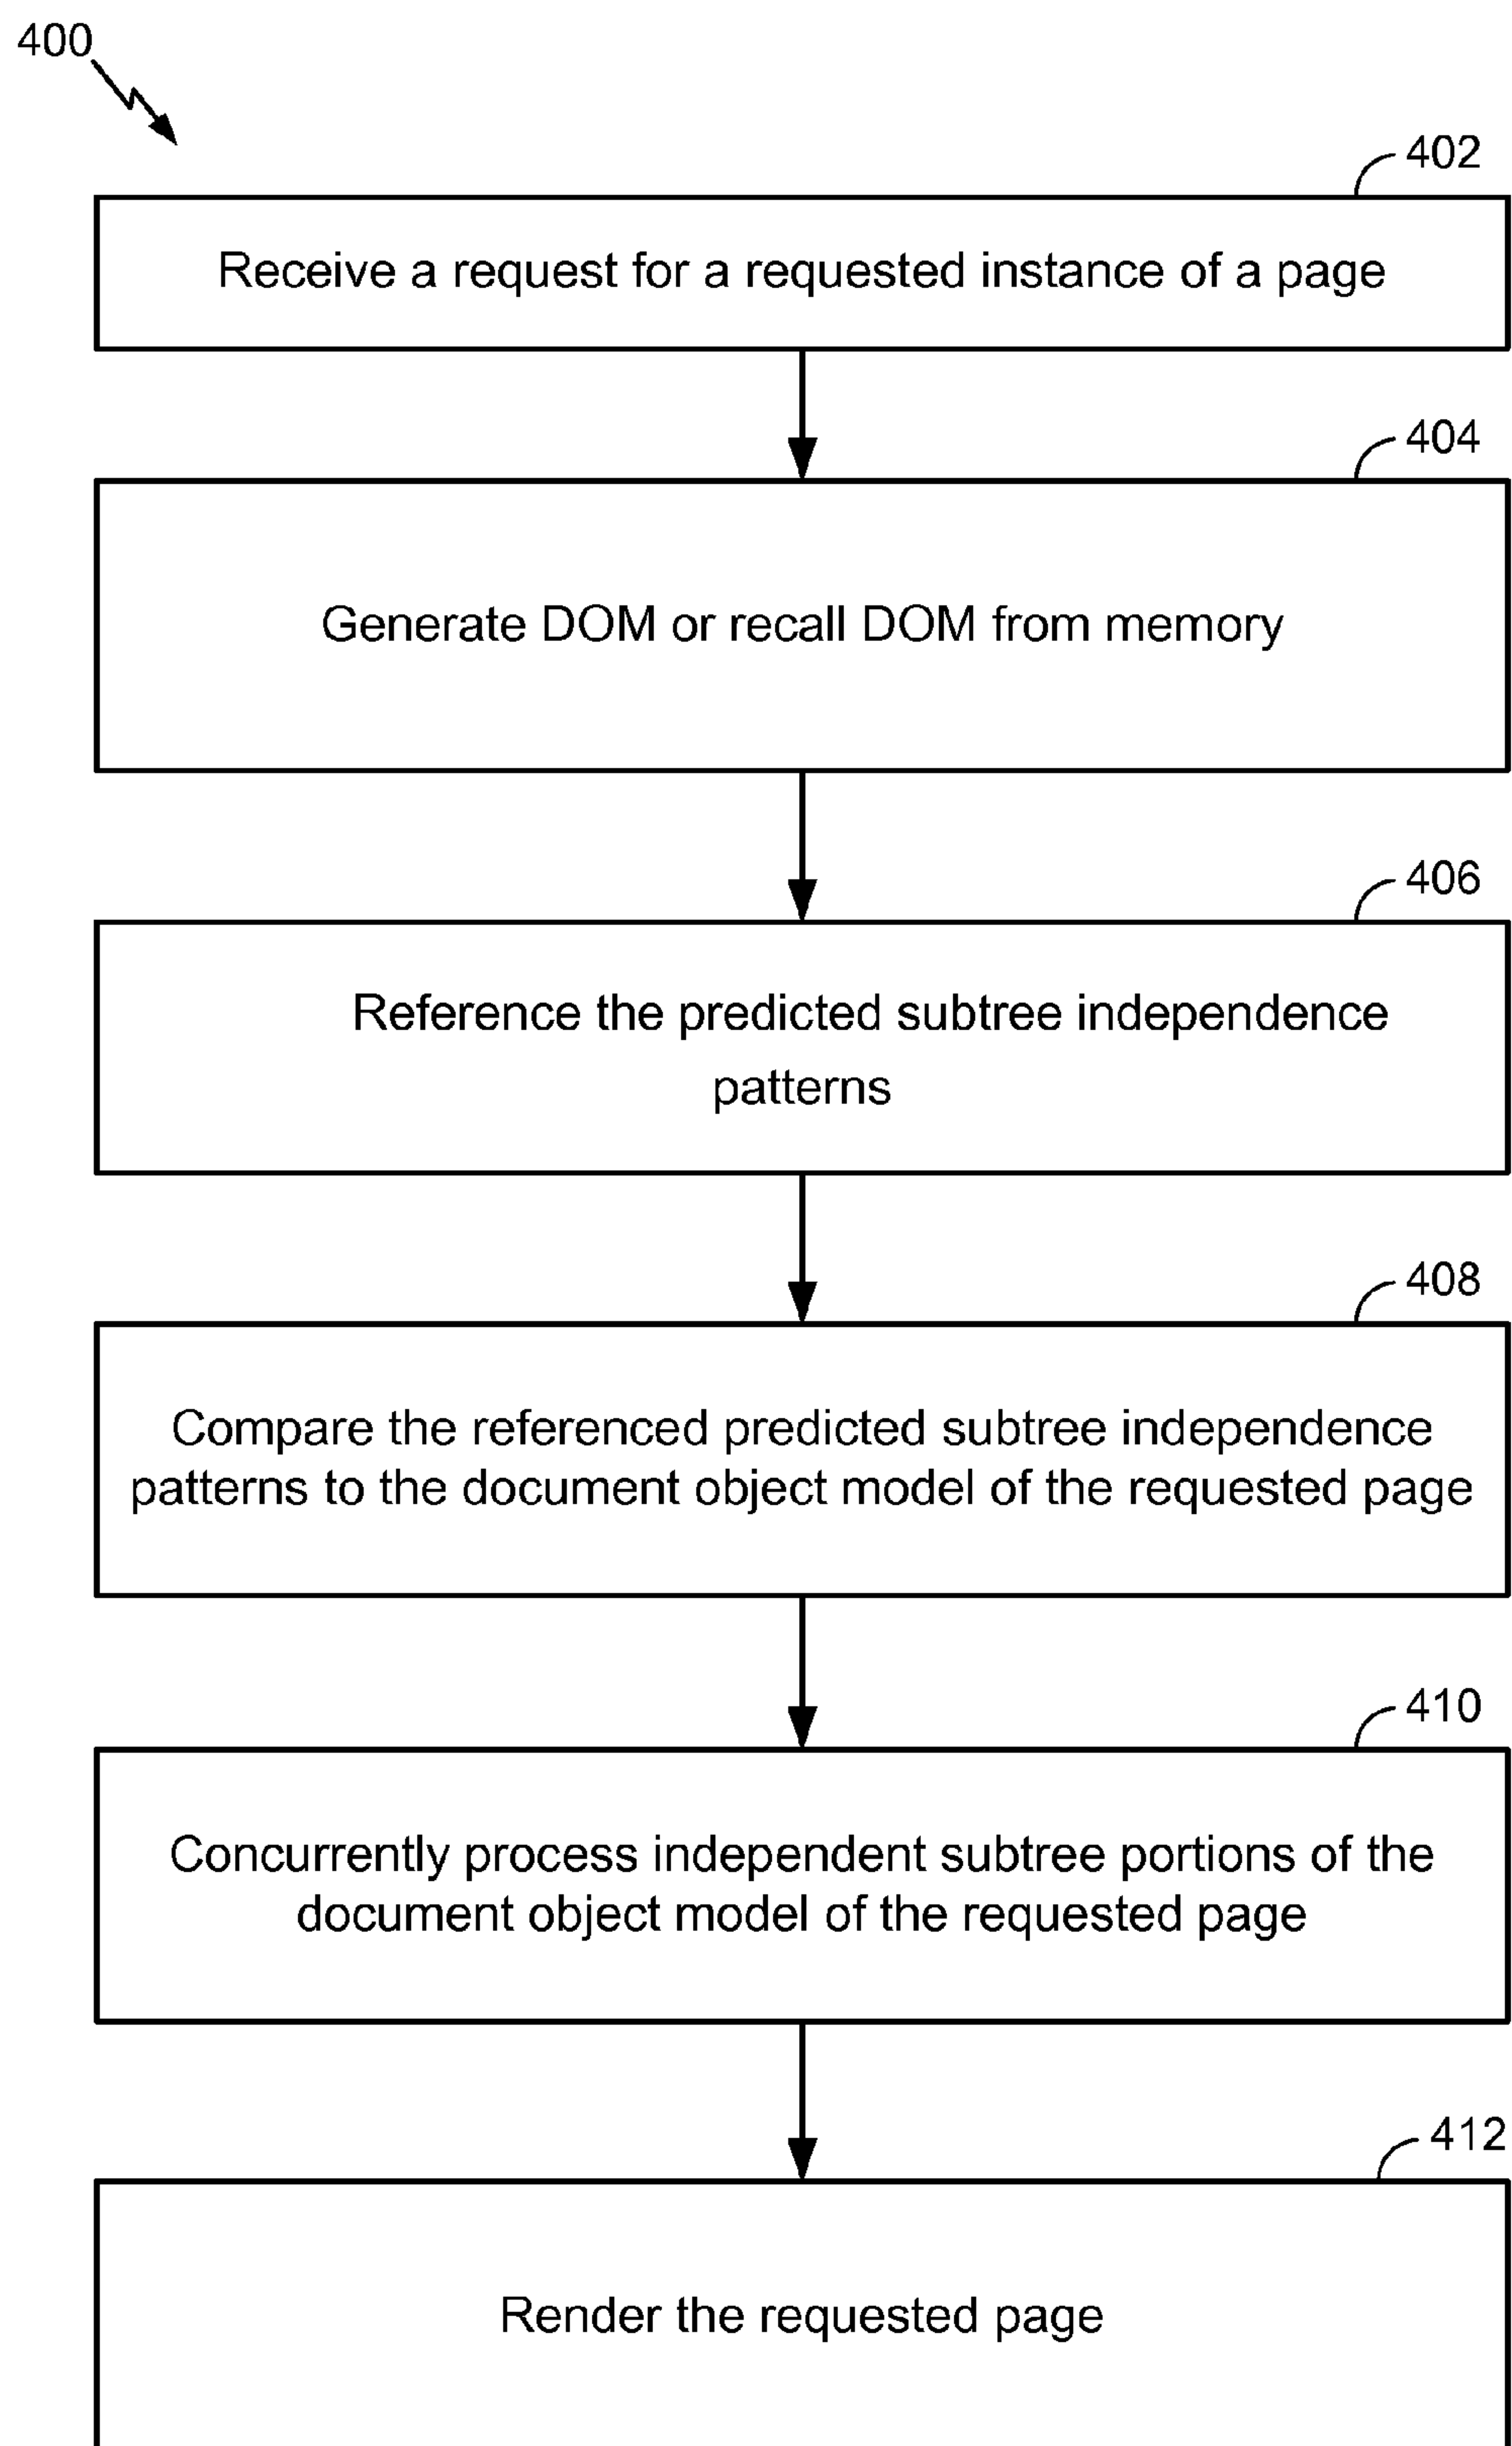 400
402
Receive a request for a requested instance of a page
404
Generate DOM or recall DOM from memory
406
Reference the predicted subtree independence
patterns
408
Compare the referenced predicted subtree independence
patterns to the document object model of the requested page
410
Concurrently process independent subtree portions of the
document object model of the requested page
412
Render the requested page